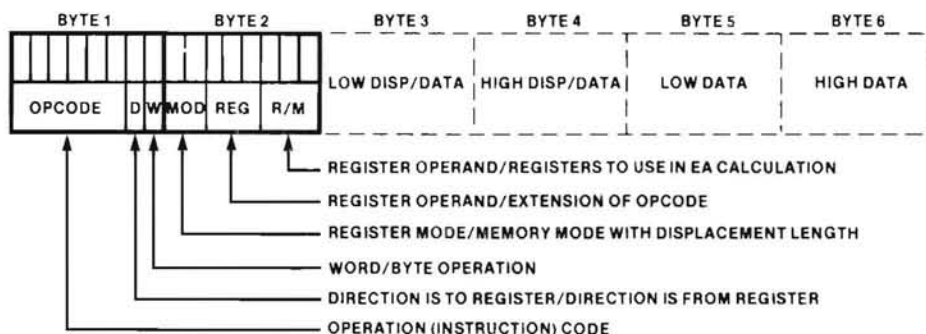 BYTE 1 BYTE 2 BYTE 3 BYTE 4 BYTE 5 BYTE 6
LOW DISP/DATA HIGH DISP/DATA LOW DATA HIGH DATA
OPCODE D W MOD REG R/M
REGISTER OPERAND/REGISTERS TO USE IN EA CALCULATION
REGISTER OPERAND/EXTENSION OF OPCODE
REGISTER MODE/MEMORY MODE WITH DISPLACEMENT LENGTH
WORD/BYTE OPERATION
DIRECTION IS TO REGISTER/DIRECTION IS FROM REGISTER
OPERATION (INSTRUCTION) CODE